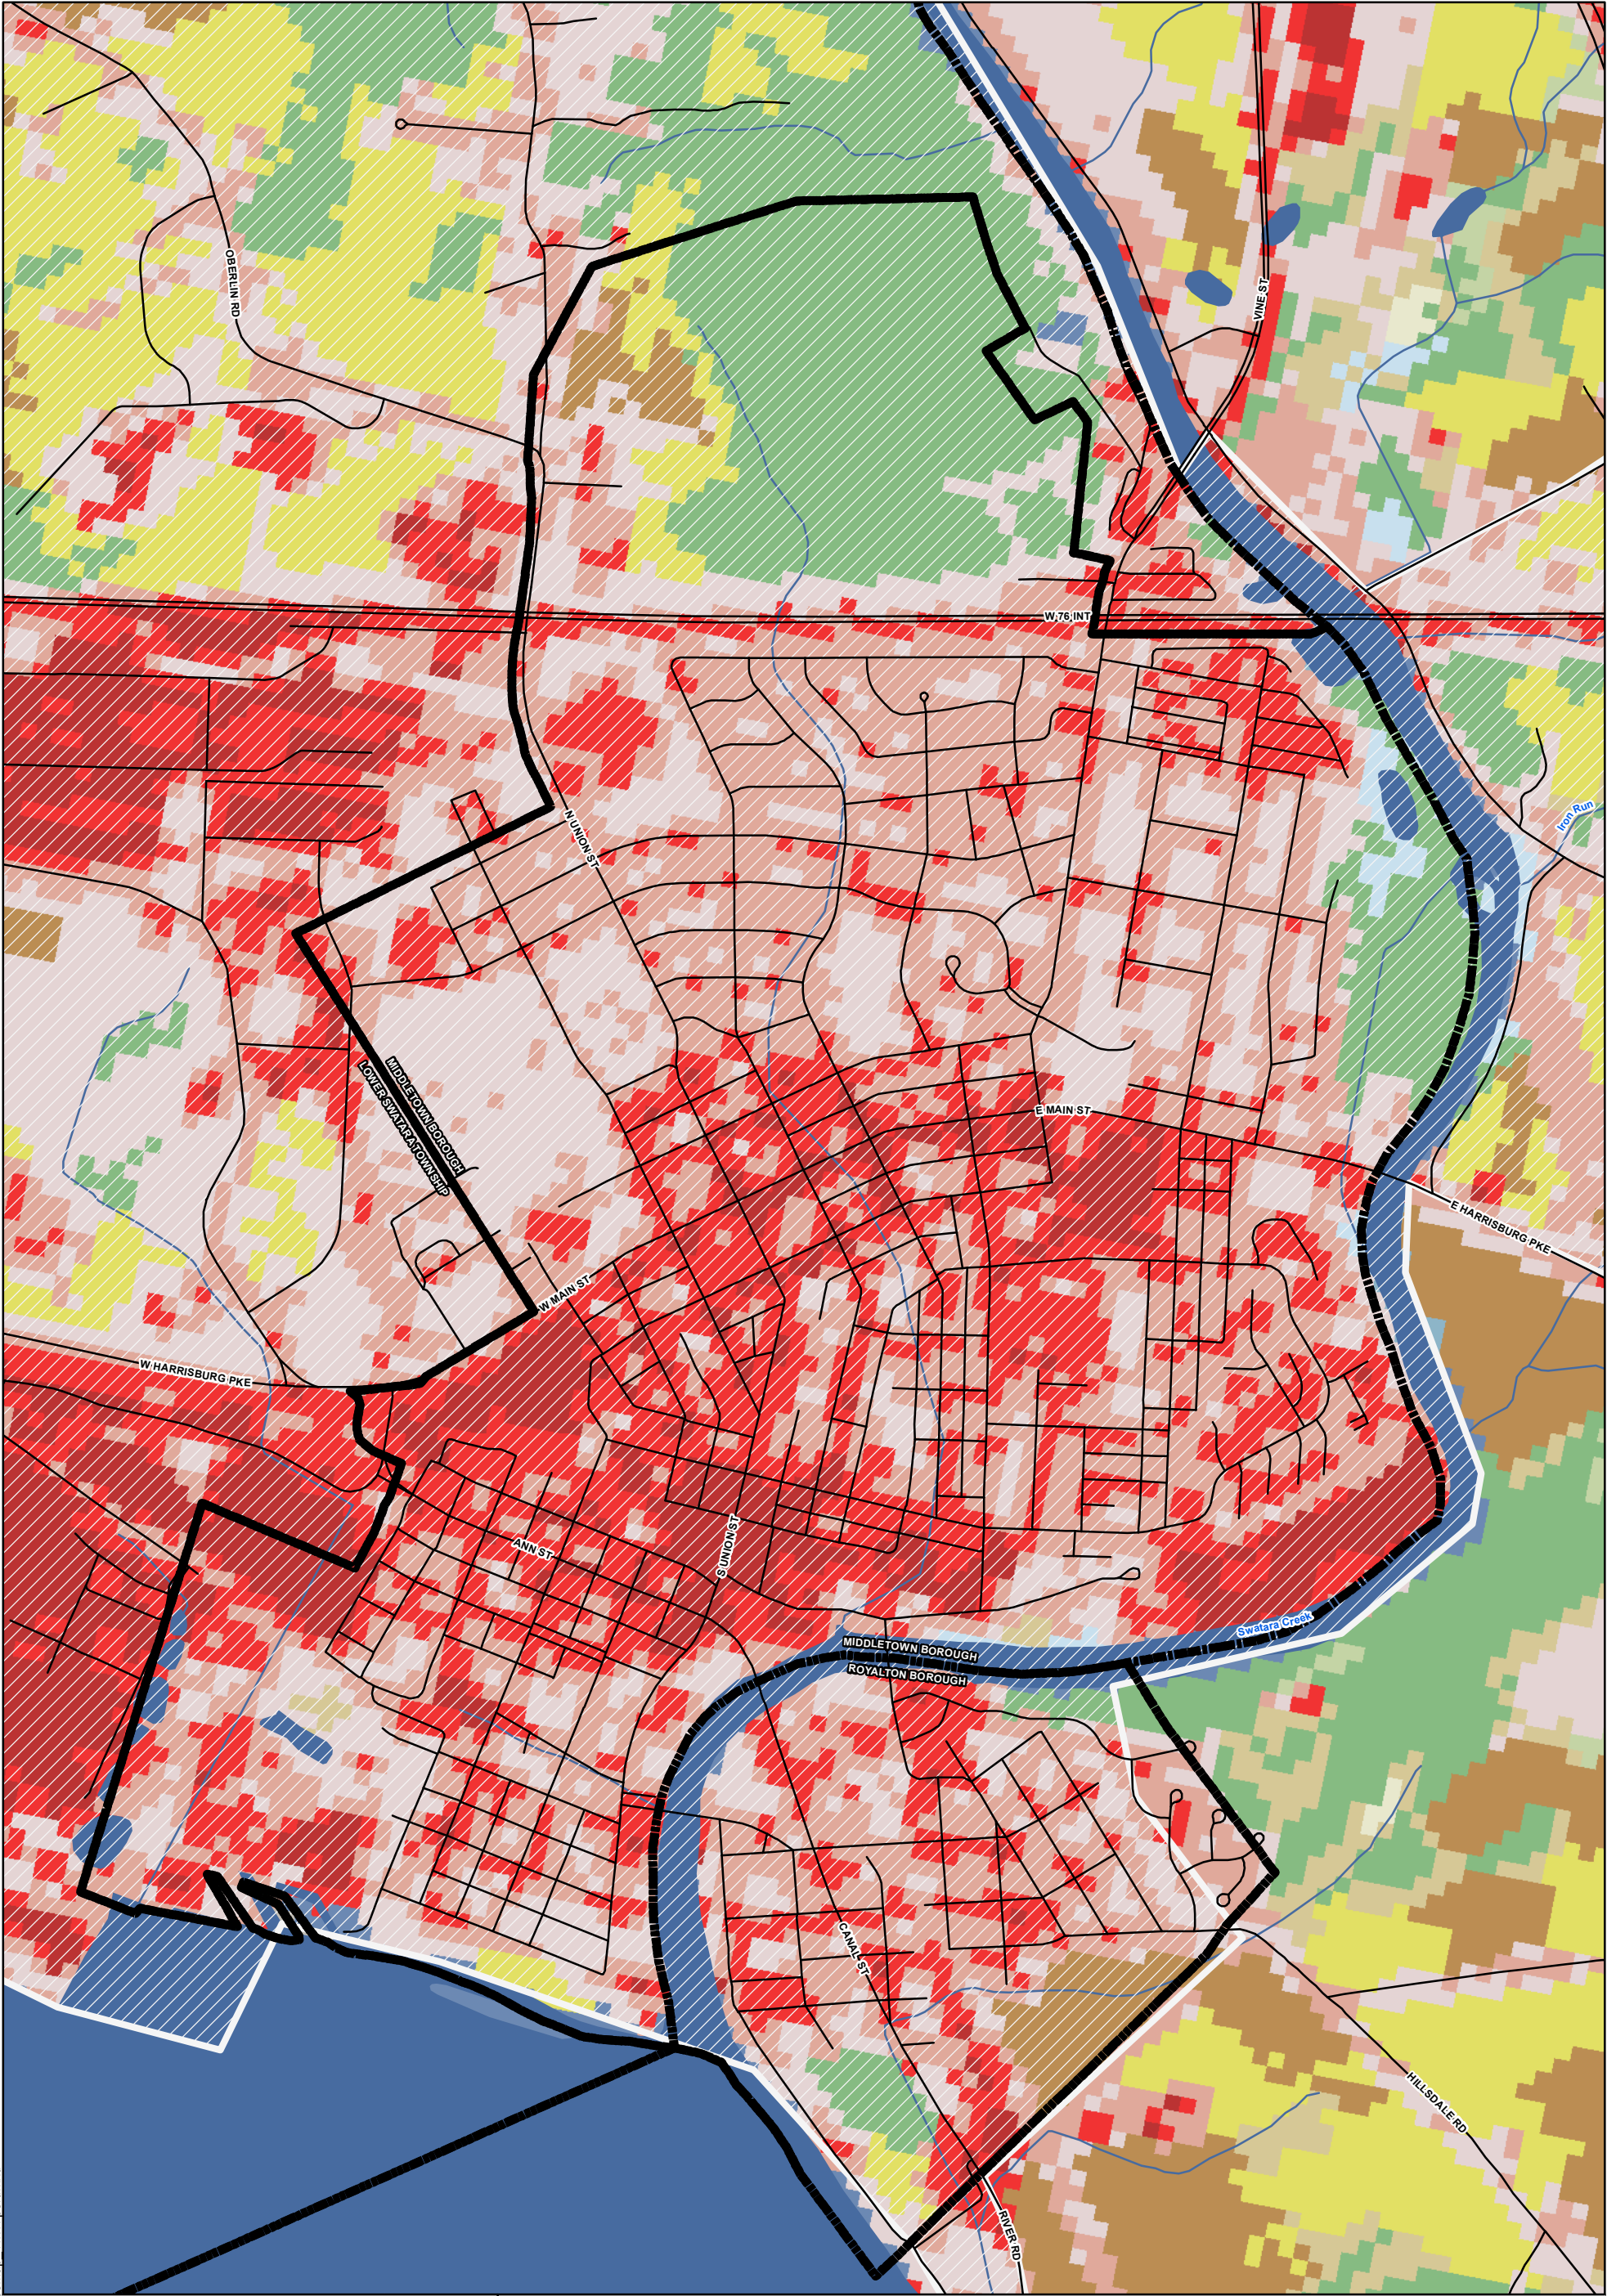 OBERLIN RD
VINE ST
W 76 INT
Iron Run
N UNION ST
MIDDLETOWN BOROUGH
LOWER SWATARA TOWNSHIP
E MAIN ST
E HARRISBURG PKE
W MAIN ST
W HARRISBURG PKE
ANN ST
S UNION ST
Swatara Creek
MIDDLETOWN BOROUGH
ROYALTON BOROUGH
CANAL ST
HILLSDALE RD
RIVER RD